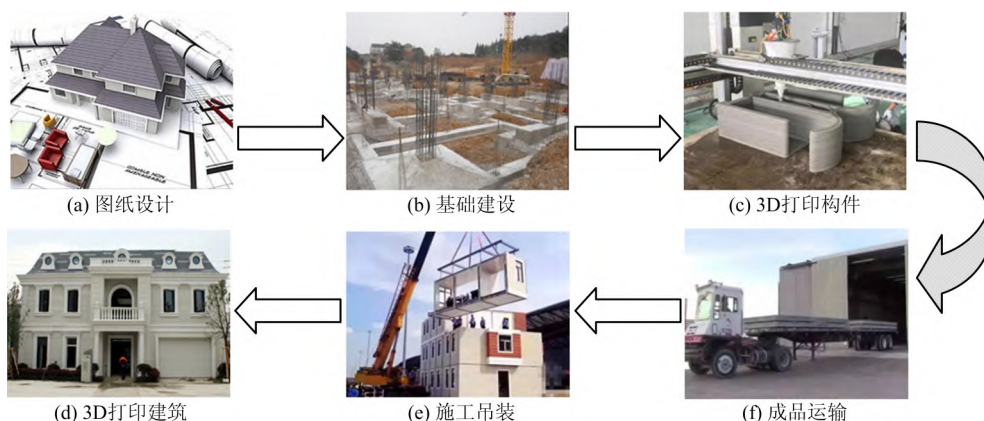 (a) 图纸设计
(b) 基础建设
(c) 3D打印构件
(d) 3D打印建筑
(e) 施工吊装
(f) 成品运输